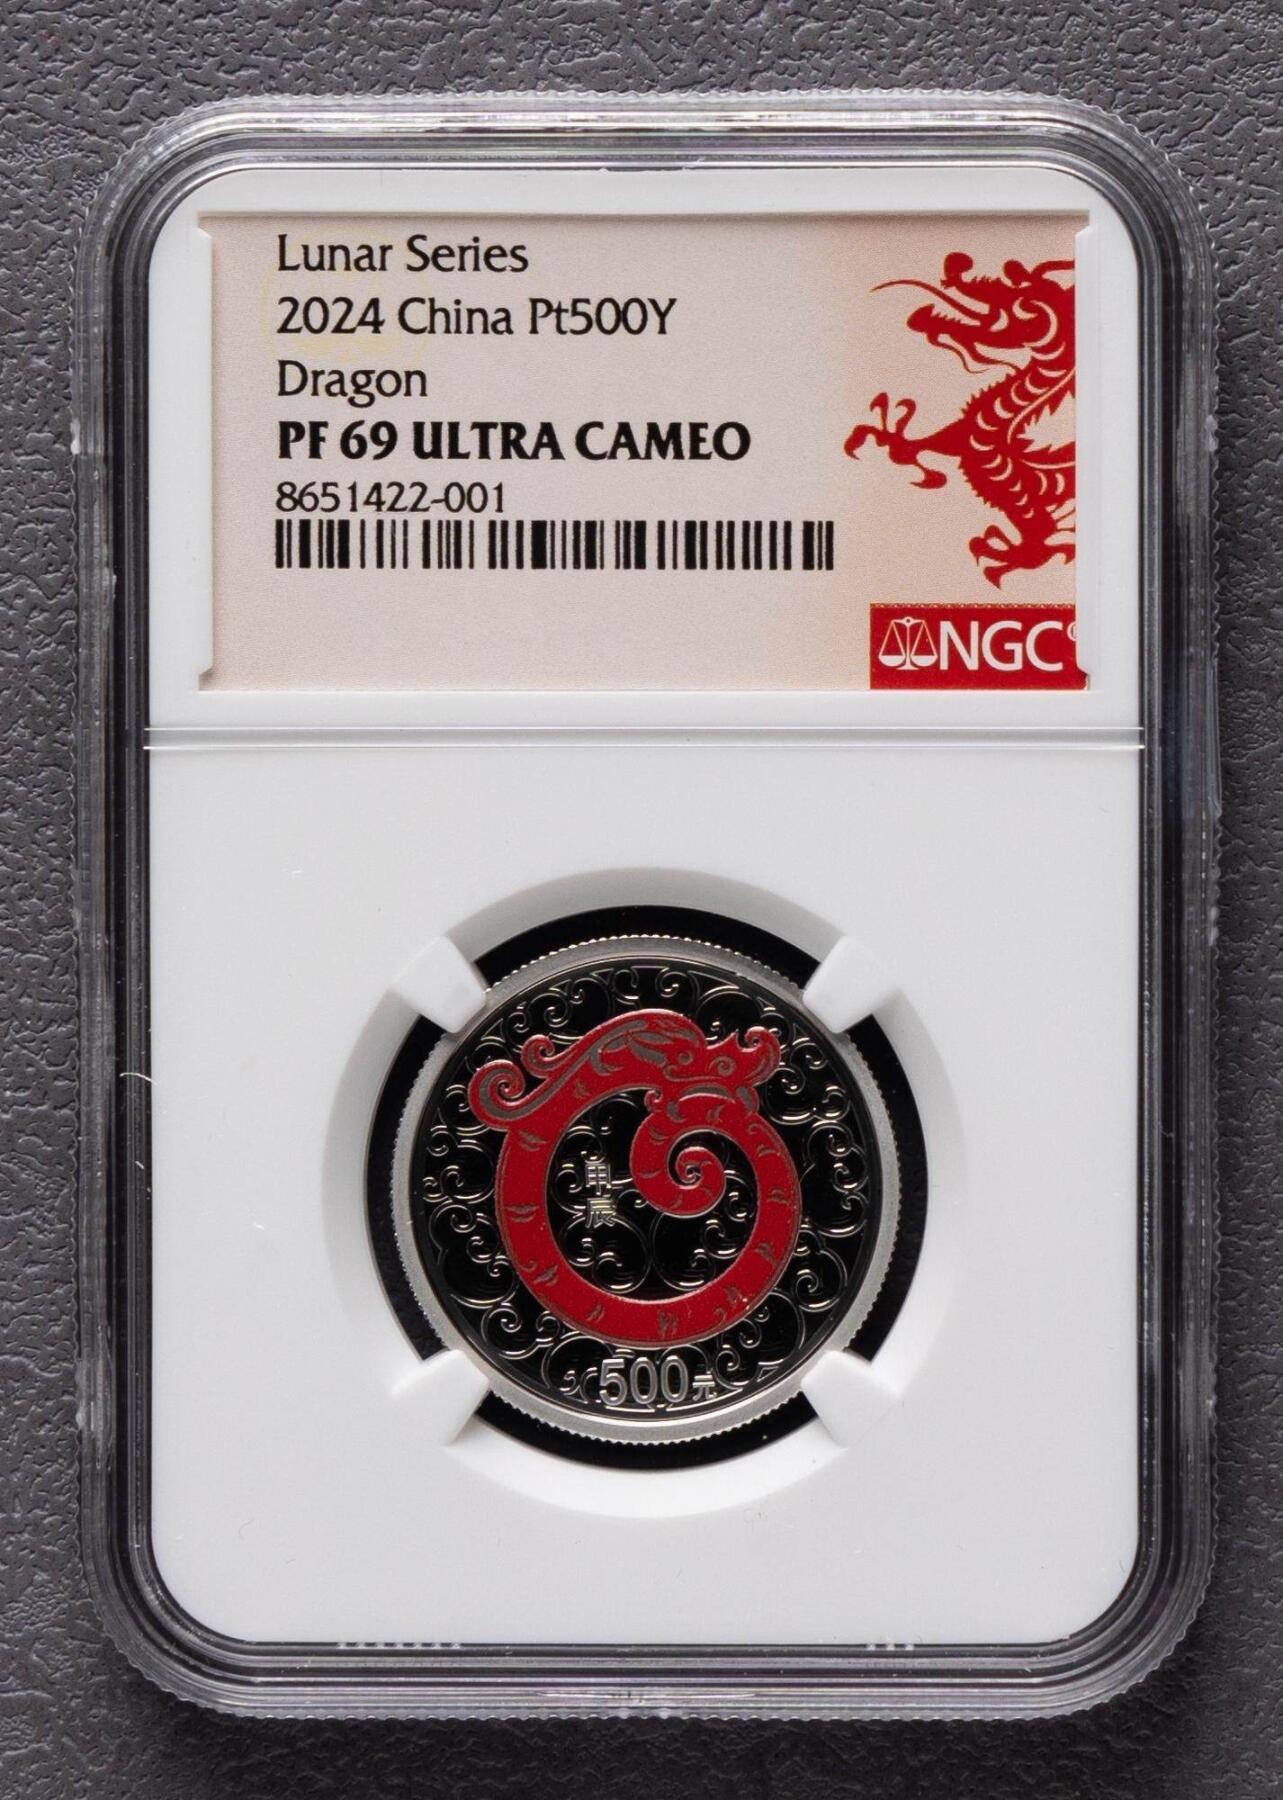 Lunar Series
2024 China Pt500Y
Dragon
PF 69 ULTRA CAMEO
8651422-001
NGC
甲辰
500元